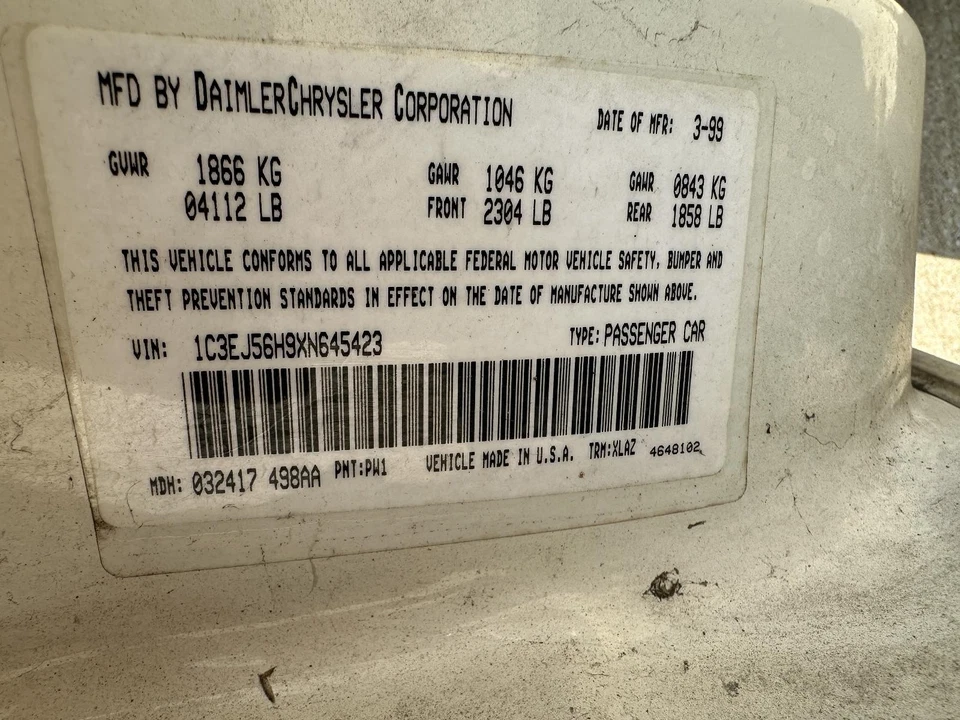 MFD BY DAIMLERCHRYSLER CORPORATION DATE OF MFR: 3-99
GVWR 1866 KG GAWR 1046 KG GAWR 0843 KG
04112 LB FRONT 2304 LB REAR 1858 LB
THIS VEHICLE CONFORMS TO ALL APPLICABLE FEDERAL MOTOR VEHICLE SAFETY, BUMPER AND
THEFT PREVENTION STANDARDS IN EFFECT ON THE DATE OF MANUFACTURE SHOWN ABOVE.
VIN: 1C3EJ56H9XN645423 TYPE: PASSENGER CAR
MDH: 032417 498AA PNT:PW1 VEHICLE MADE IN U.S.A. TRM:XLAZ 4648102